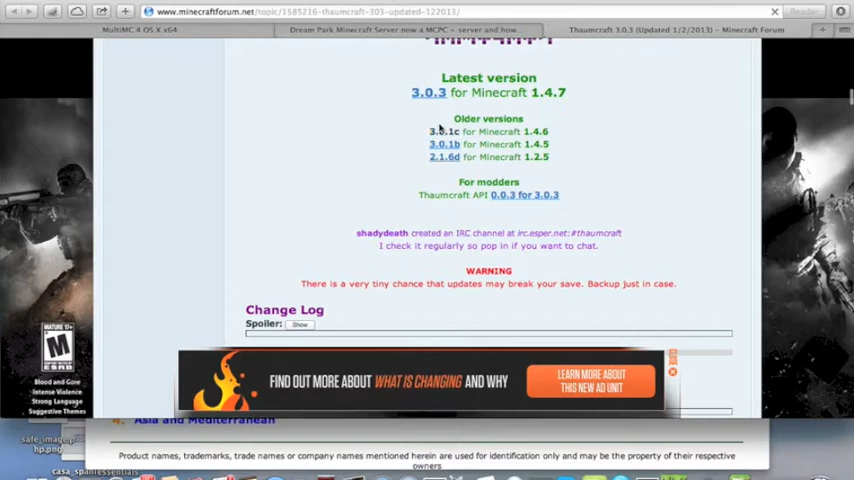 www.minecraftforum.net/topic/1585216-thaumcraft-303-updated-122013/
Reader
MultiMC 4 OS X x64
Dream Park Minecraft Server now a MCPC + server and how...
Thaumcraft 3.0.3 (Updated 1/2/2013) – Minecraft Forum
Latest version
3.0.3 for Minecraft 1.4.7
Older versions
3.0.1c for Minecraft 1.4.6
3.0.1b for Minecraft 1.4.5
2.1.6d for Minecraft 1.2.5
For modders
Thaumcraft API 0.0.3 for 3.0.3
shadydeath created an IRC channel at irc.esper.net:#thaumcraft
I check it regularly so pop in if you want to chat.
WARNING
There is a very tiny chance that updates may break your save. Backup just in case.
Change Log
Spoiler: Show
MATURE 17+
M
ESRB
Blood and Gore
Intense Violence
Strong Language
Suggestive Themes
FIND OUT MORE ABOUT WHAT IS CHANGING AND WHY
LEARN MORE ABOUT
THIS NEW AD UNIT
4. Asia and Mediterranean
safe_image.p
hp.png
Product names, trademarks, trade names or company names mentioned herein are used for identification only and may be the property of their respective
owners
casa_spanlessentials